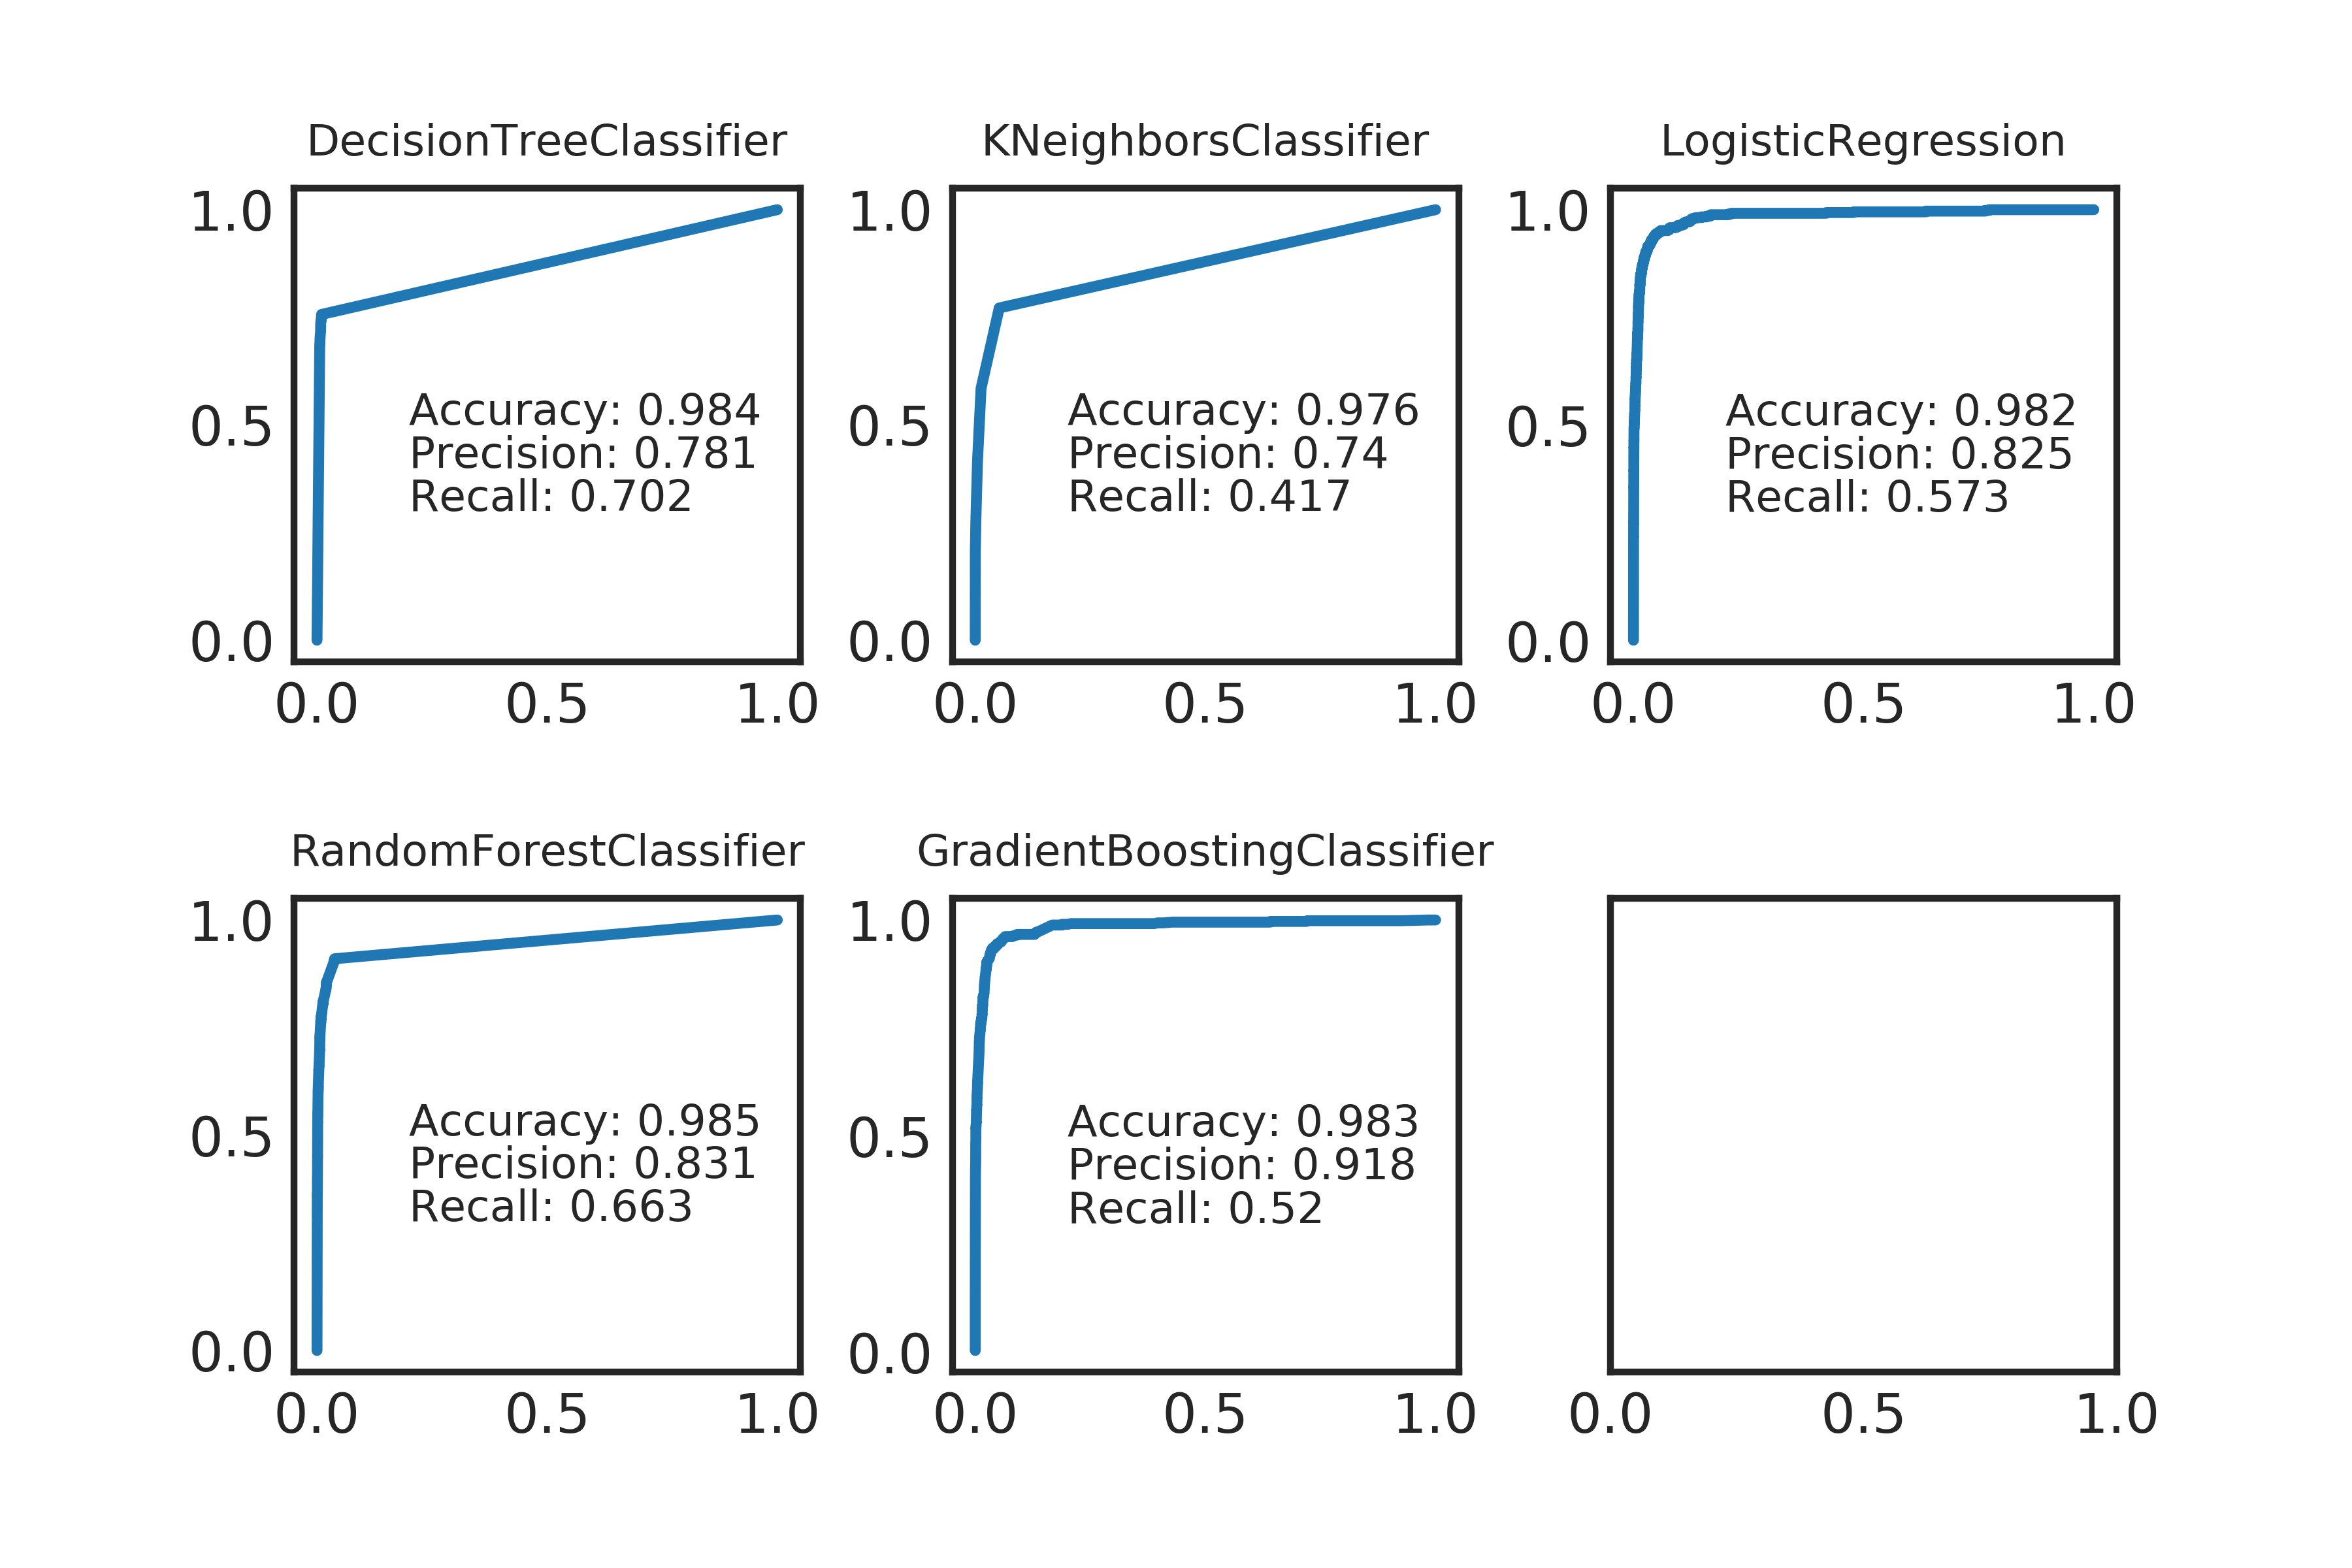 DecisionTreeClassifier
KNeighborsClassifier
LogisticRegression
1.0
0.5
0.0
Accuracy: 0.984
Precision: 0.781
Recall: 0.702
0.0 0.5 1.0
1.0
0.5
0.0
Accuracy: 0.976
Precision: 0.74
Recall: 0.417
0.0 0.5 1.0
1.0
0.5
0.0
Accuracy: 0.982
Precision: 0.825
Recall: 0.573
0.0 0.5 1.0
RandomForestClassifier
GradientBoostingClassifier
1.0
0.5
0.0
Accuracy: 0.985
Precision: 0.831
Recall: 0.663
0.0 0.5 1.0
1.0
0.5
0.0
Accuracy: 0.983
Precision: 0.918
Recall: 0.52
0.0 0.5 1.0
0.0 0.5 1.0